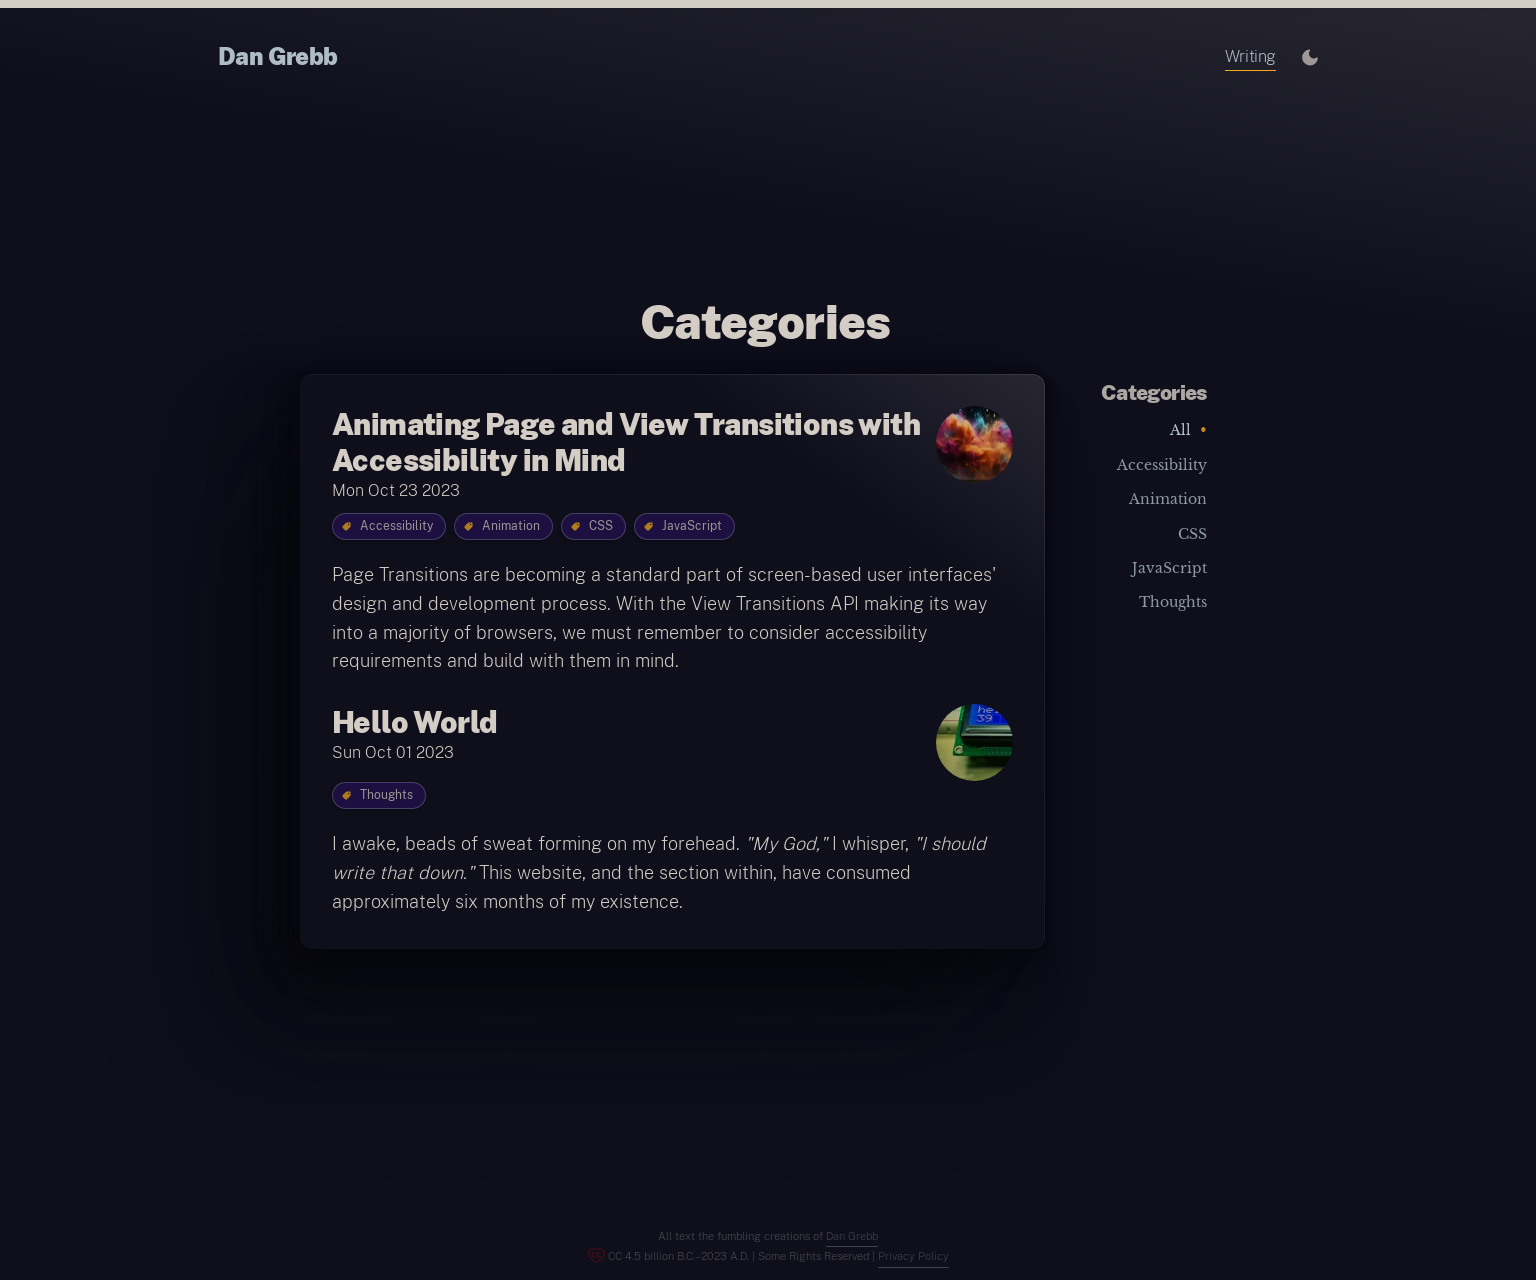 Dan Grebb
Writing
Categories
Animating Page and View Transitions with
Accessibility in Mind
Mon Oct 23 2023
Accessibility
Animation
CSS
JavaScript
Page Transitions are becoming a standard part of screen-based user interfaces'
design and development process. With the View Transitions API making its way
into a majority of browsers, we must remember to consider accessibility
requirements and build with them in mind.
Hello World
Sun Oct 01 2023
Thoughts
I awake, beads of sweat forming on my forehead. "My God," I whisper, "I should
write that down." This website, and the section within, have consumed
approximately six months of my existence.
Categories
All •
Accessibility
Animation
CSS
JavaScript
Thoughts
All text the fumbling creations of Dan Grebb
CC 4.5 billion B.C.–2023 A.D. | Some Rights Reserved | Privacy Policy